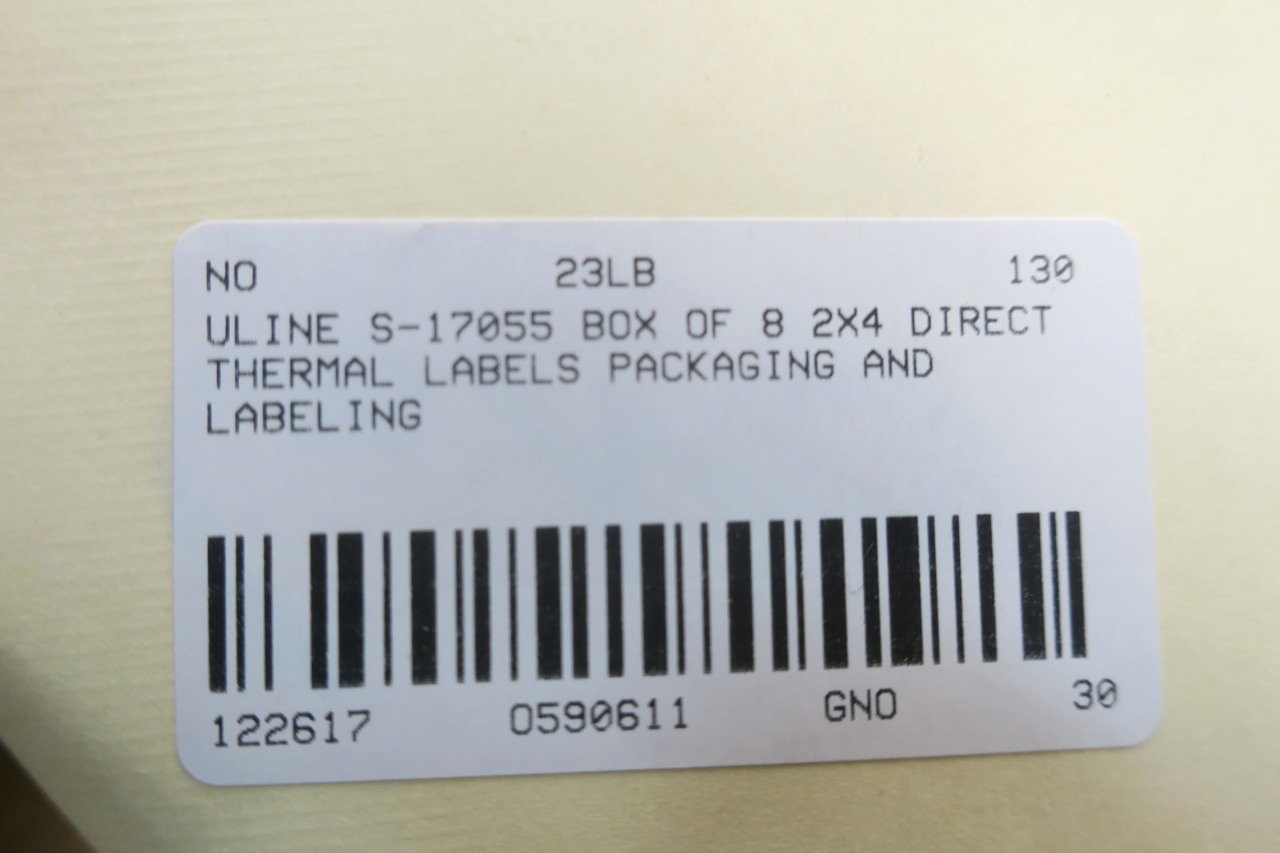 NO 23LB 130
ULINE S-17055 BOX OF 8 2X4 DIRECT
THERMAL LABELS PACKAGING AND
LABELING
122617 0590611 GNO 30